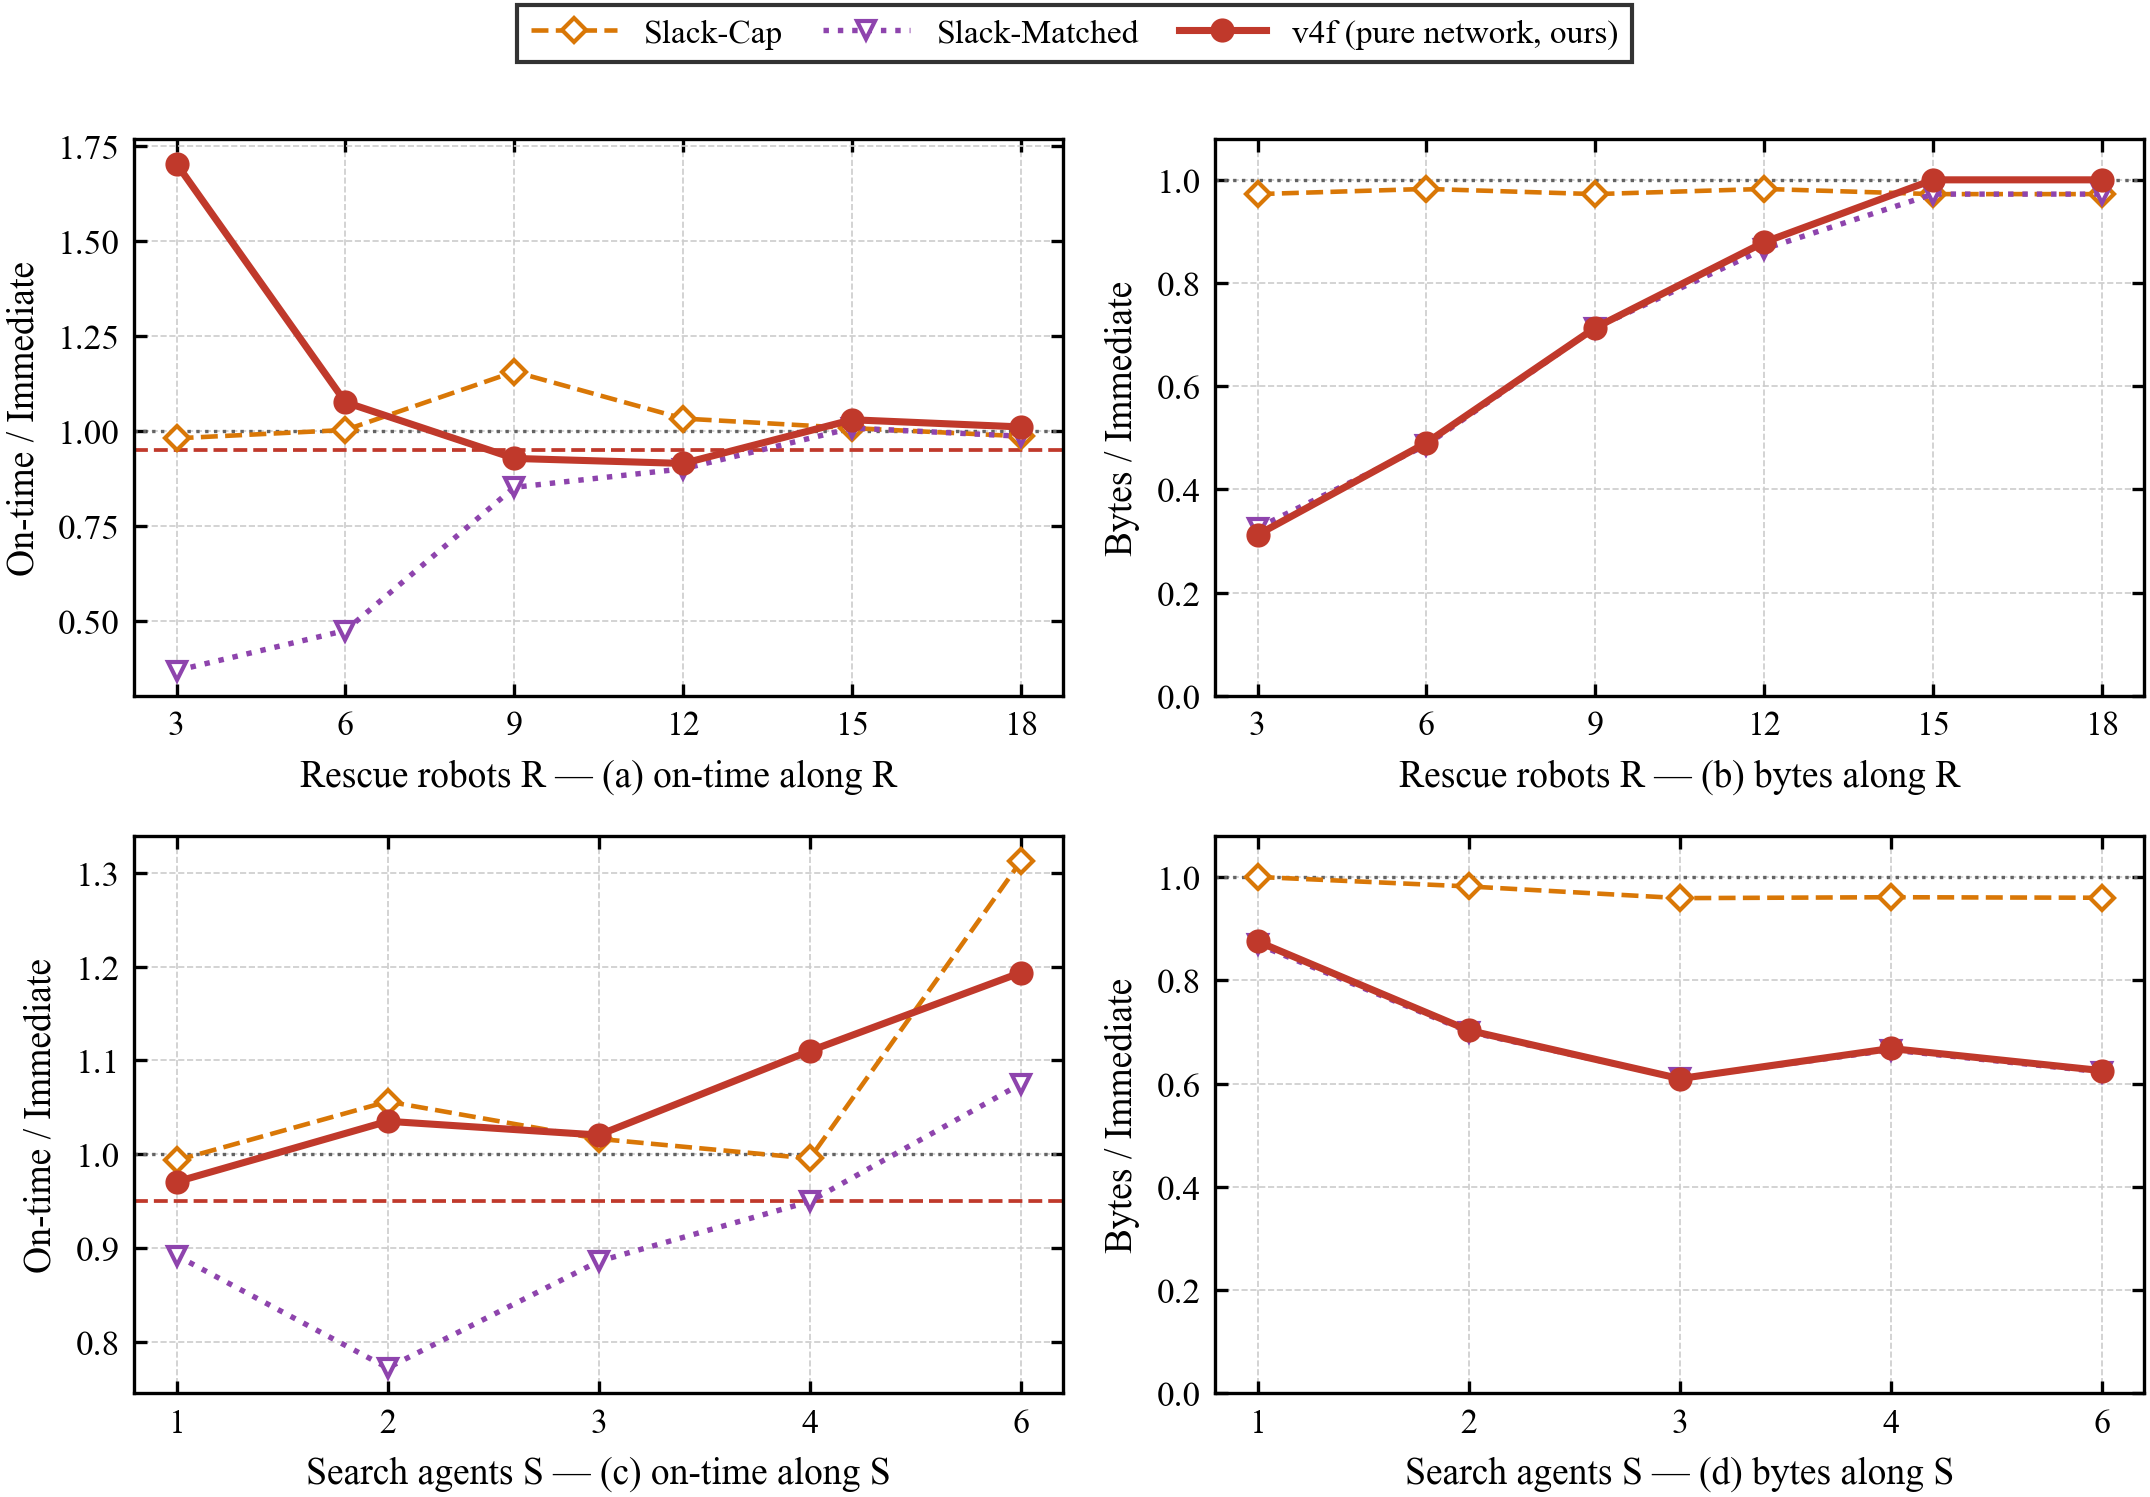 Slack-Cap Slack-Matched v4f (pure network, ours)
On-time / Immediate
1.75
1.50
1.25
1.00
0.75
0.50
3 6 9 12 15 18
Rescue robots R — (a) on-time along R
Bytes / Immediate
1.0
0.8
0.6
0.4
0.2
0.0
3 6 9 12 15 18
Rescue robots R — (b) bytes along R
On-time / Immediate
1.3
1.2
1.1
1.0
0.9
0.8
1 2 3 4 6
Search agents S — (c) on-time along S
Bytes / Immediate
1.0
0.8
0.6
0.4
0.2
0.0
1 2 3 4 6
Search agents S — (d) bytes along S